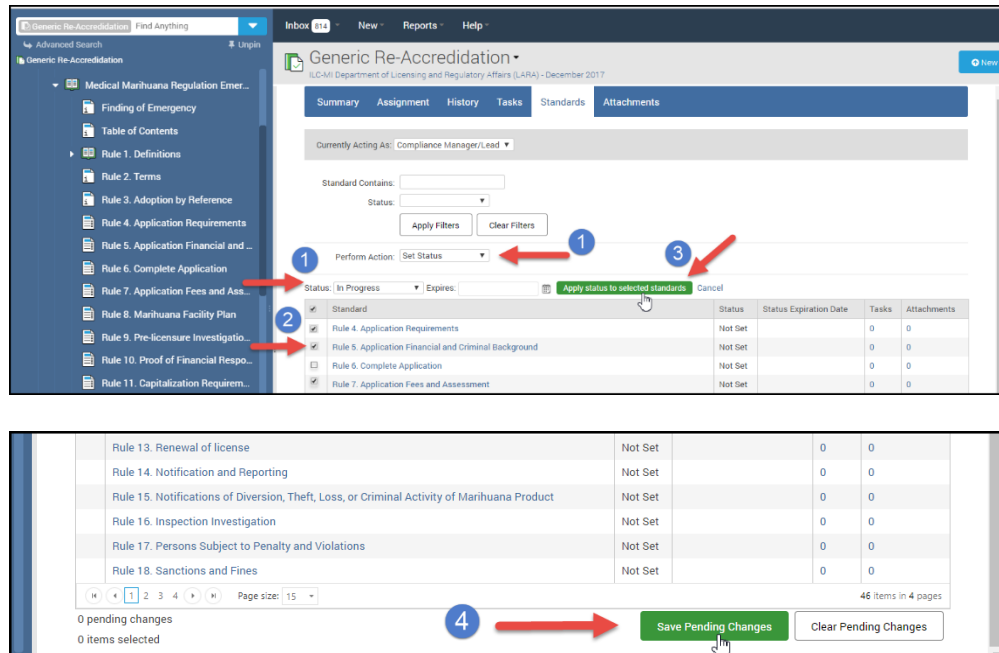 Generic Re-Accredidation Find Anything
Advanced Search Unpin
Generic Re-Accredidation
Medical Marihuana Regulation Emer...
Finding of Emergency
Table of Contents
Rule 1. Definitions
Rule 2. Terms
Rule 3. Adoption by Reference
Rule 4. Application Requirements
Rule 5. Application Financial and ...
Rule 6. Complete Application
Rule 7. Application Fees and Ass...
Rule 8. Marihuana Facility Plan
Rule 9. Pre-licensure Investigatio...
Rule 10. Proof of Financial Respo...
Rule 11. Capitalization Requirem...
Inbox 814 New Reports Help
Generic Re-Accredidation
ILC-MI Department of Licensing and Regulatory Affairs (LARA) - December 2017
New
Summary Assignment History Tasks Standards Attachments
Currently Acting As: Compliance Manager/Lead
Standard Contains:
Status:
Apply Filters Clear Filters
1 Perform Action: Set Status 1
3
Status: In Progress Expires: Apply status to selected standards Cancel
2 Standard Status Status Expiration Date Tasks Attachments
Rule 4. Application Requirements Not Set 0 0
Rule 5. Application Financial and Criminal Background Not Set 0 0
Rule 6. Complete Application Not Set 0 0
Rule 7. Application Fees and Assessment Not Set 0 0
Rule 13. Renewal of license Not Set 0 0
Rule 14. Notification and Reporting Not Set 0 0
Rule 15. Notifications of Diversion, Theft, Loss, or Criminal Activity of Marihuana Product Not Set 0 0
Rule 16. Inspection Investigation Not Set 0 0
Rule 17. Persons Subject to Penalty and Violations Not Set 0 0
Rule 18. Sanctions and Fines Not Set 0 0
1 2 3 4 Page size: 15 46 items in 4 pages
0 pending changes
4 Save Pending Changes Clear Pending Changes
0 items selected